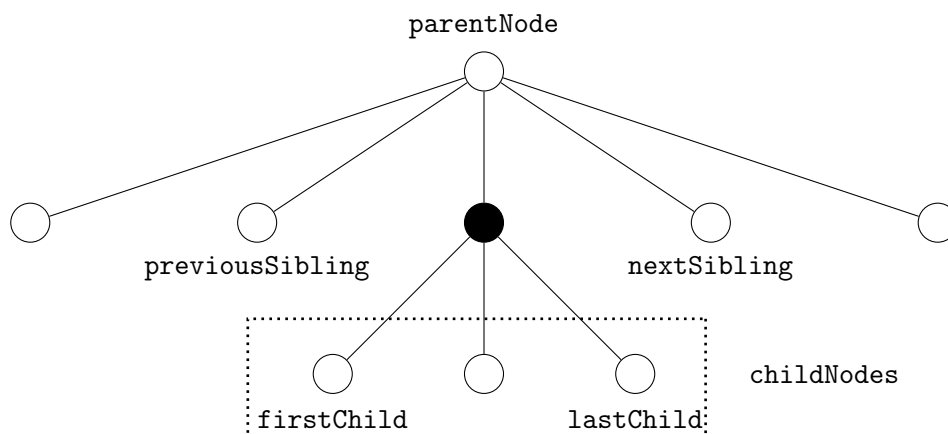 parentNode
previousSibling
nextSibling
childNodes
firstChild
lastChild